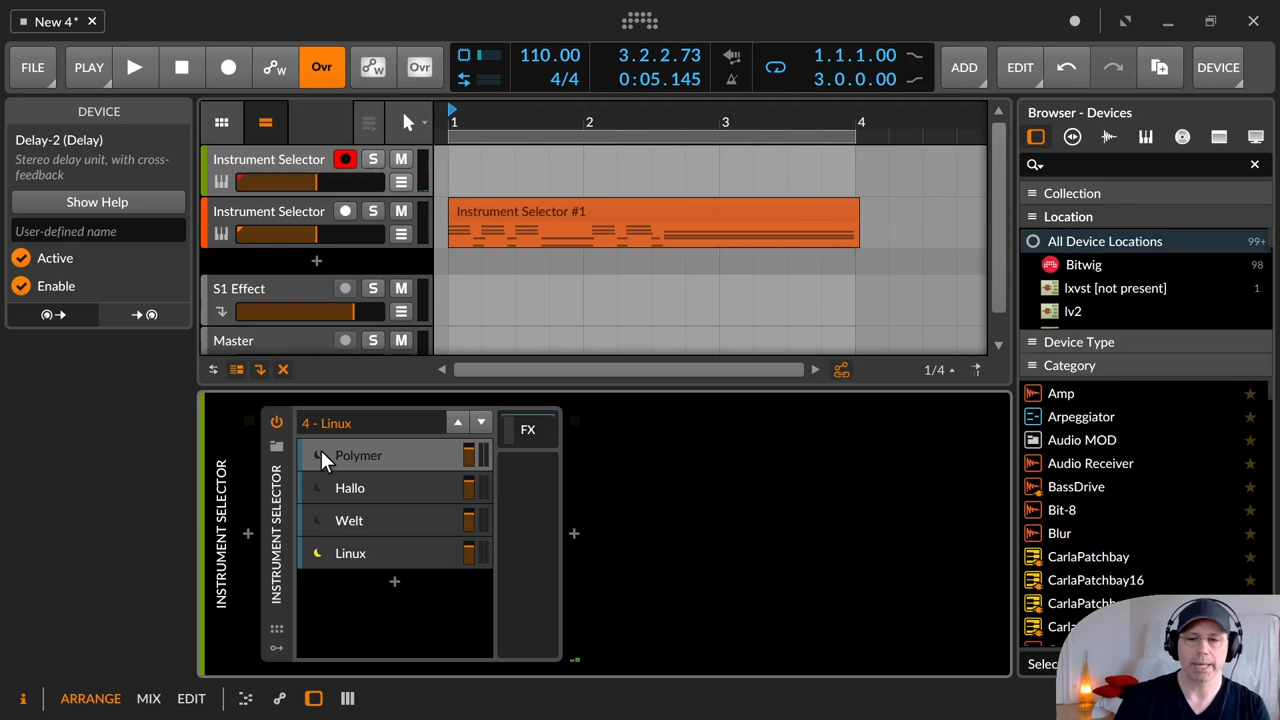 New 4*
FILE
PLAY
Ovr
Ovr
110.00
4/4
3.2.2.73
0:05.145
1.1.1.00
3.0.0.00
ADD
EDIT
DEVICE
DEVICE
Delay-2 (Delay)
Stereo delay unit, with cross-
feedback
Show Help
User-defined name
Active
Enable
1
2
3
4
Instrument Selector
S
M
Instrument Selector
S
M
Instrument Selector #1
+
S1 Effect
S
M
Master
S
M
1/4
INSTRUMENT SELECTOR
INSTRUMENT SELECTOR
4 - Linux
Polymer
Hallo
Welt
Linux
FX
Browser - Devices
Collection
Location
All Device Locations 99+
Bitwig 98
lxvst [not present] 1
lv2
Device Type
Category
Amp
Arpeggiator
Audio MOD
Audio Receiver
BassDrive
Bit-8
Blur
CarlaPatchbay
CarlaPatchbay16
ARRANGE
MIX
EDIT